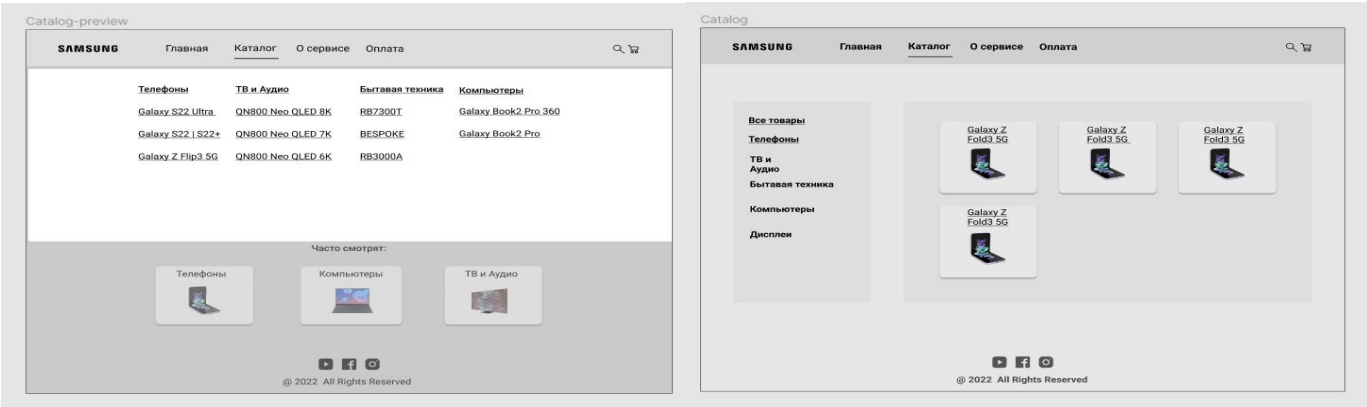 Catalog-preview
SAMSUNG Главная Каталог О сервисе Оплата
Телефоны ТВ и Аудио Бытавая техника Компьютеры
Galaxy S22 Ultra QN800 Neo QLED 8K RB7300T Galaxy Book2 Pro 360
Galaxy S22 | S22+ QN800 Neo QLED 7K BESPOKE Galaxy Book2 Pro
Galaxy Z Flip3 5G QN800 Neo QLED 6K RB3000A
Часто смотрят:
Телефоны Компьютеры ТВ и Аудио
@ 2022 All Rights Reserved
Catalog
SAMSUNG Главная Каталог О сервисе Оплата
Все товары
Телефоны
ТВ и
Аудио
Бытавая техника
Компьютеры
Дисплеи
Galaxy Z Galaxy Z Galaxy Z
Fold3 5G Fold3 5G Fold3 5G
Galaxy Z
Fold3 5G
@ 2022 All Rights Reserved